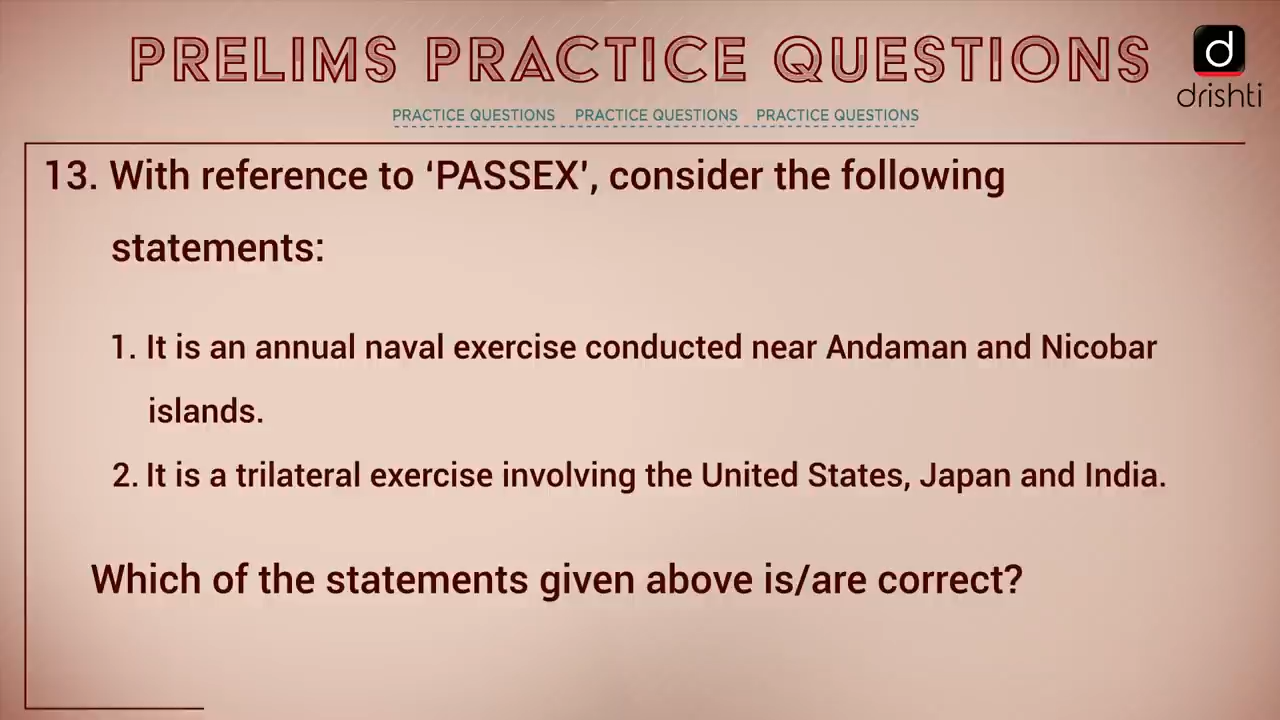 PRELIMS PRACTICE QUESTIONS
d
drishti
PRACTICE QUESTIONS PRACTICE QUESTIONS PRACTICE QUESTIONS
13. With reference to ‘PASSEX’, consider the following
statements:
1. It is an annual naval exercise conducted near Andaman and Nicobar
islands.
2. It is a trilateral exercise involving the United States, Japan and India.
Which of the statements given above is/are correct?